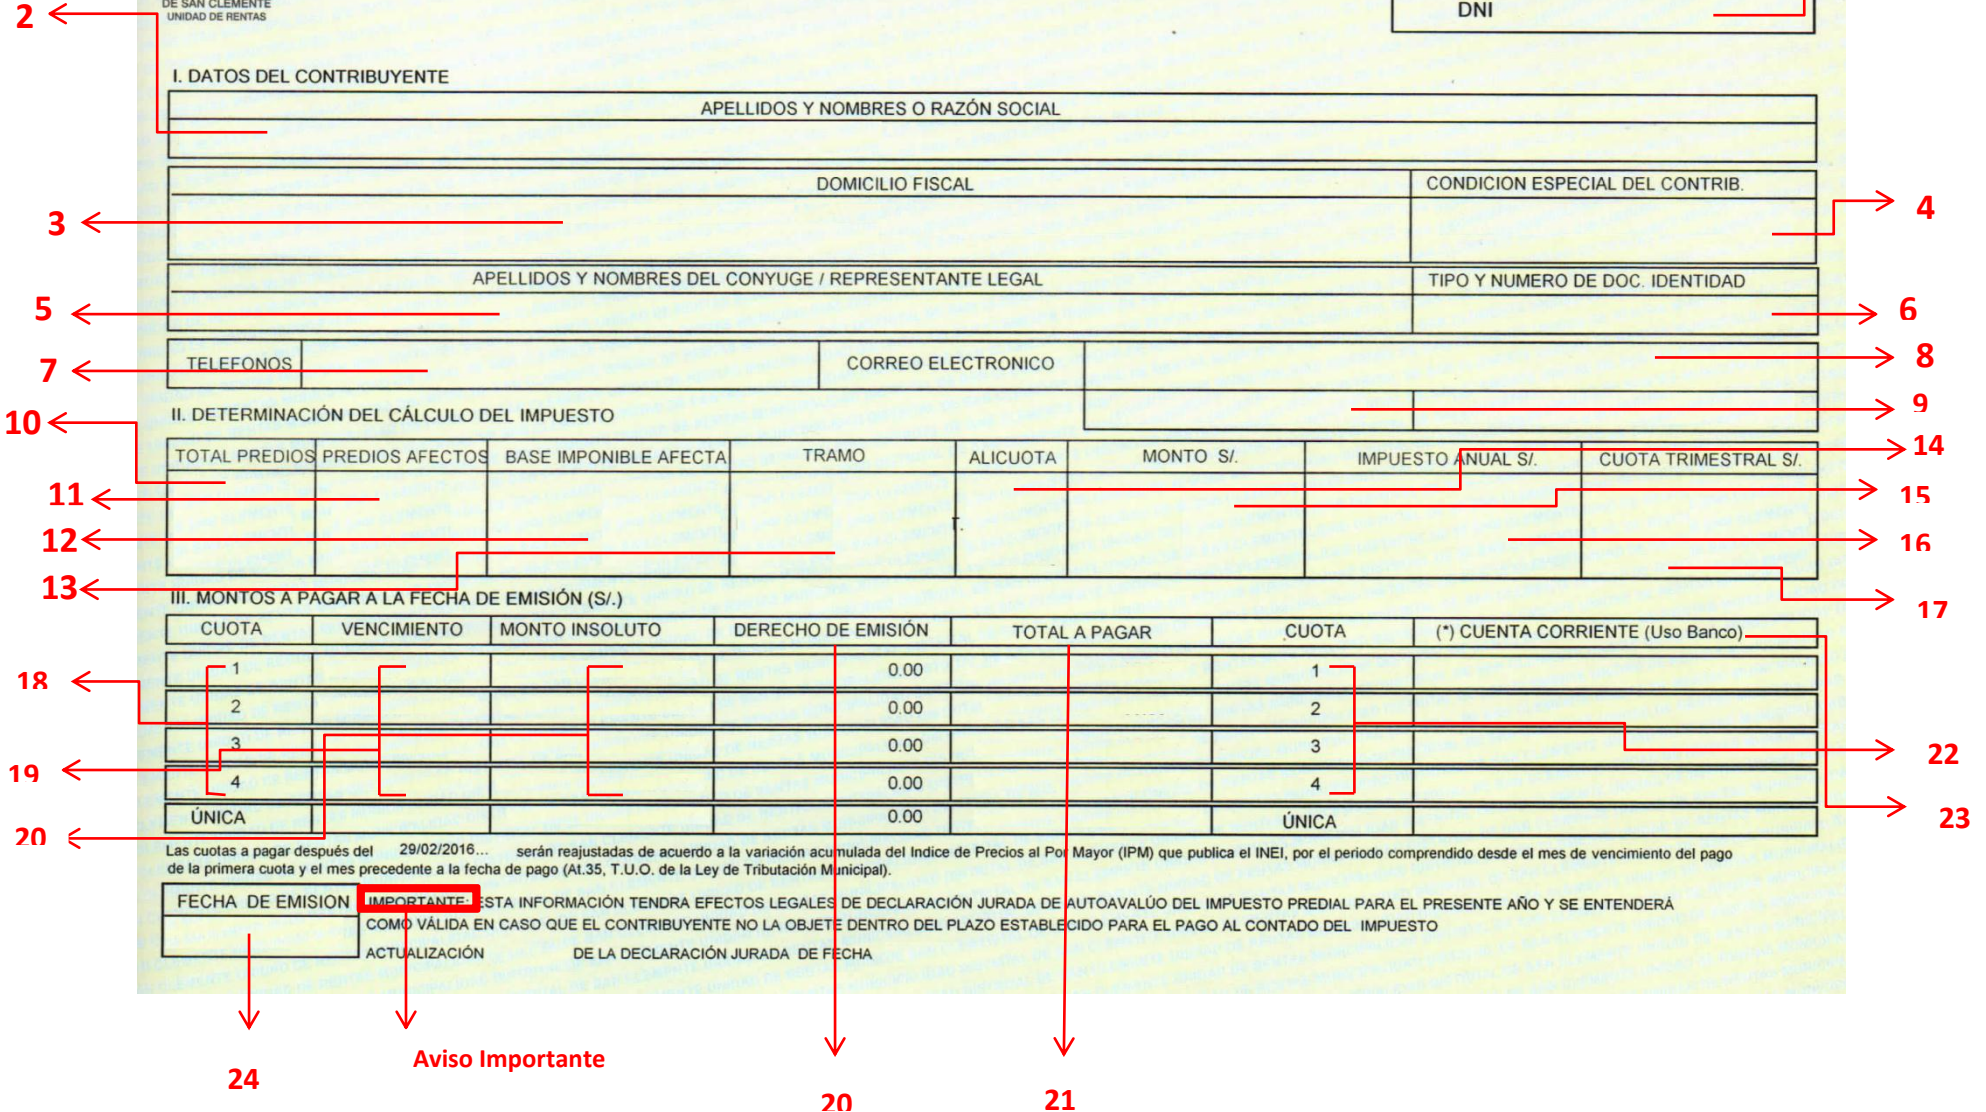 DE SAN CLEMENTE
2
UNIDAD DE RENTAS
DNI
I. DATOS DEL CONTRIBUYENTE
APELLIDOS Y NOMBRES O RAZÓN SOCIAL
DOMICILIO FISCAL
CONDICION ESPECIAL DEL CONTRIB.
3
4
APELLIDOS Y NOMBRES DEL CONYUGE / REPRESENTANTE LEGAL
TIPO Y NUMERO DE DOC. IDENTIDAD
5
6
TELEFONOS
CORREO ELECTRONICO
7
8
9
II. DETERMINACIÓN DEL CÁLCULO DEL IMPUESTO
10
14
TOTAL PREDIOS PREDIOS AFECTOS BASE IMPONIBLE AFECTA TRAMO ALICUOTA MONTO S/. IMPUESTO ANUAL S/. CUOTA TRIMESTRAL S/.
11
15
12
16
13
17
III. MONTOS A PAGAR A LA FECHA DE EMISIÓN (S/.)
CUOTA VENCIMIENTO MONTO INSOLUTO DERECHO DE EMISIÓN TOTAL A PAGAR CUOTA (*) CUENTA CORRIENTE (Uso Banco)
1 0.00 1
18
2 0.00 2
3 0.00 3
22
19
4 0.00 4
ÚNICA 0.00 ÚNICA
23
20
Las cuotas a pagar después del 29/02/2016... serán reajustadas de acuerdo a la variación acumulada del Indice de Precios al Por Mayor (IPM) que publica el INEI, por el periodo comprendido desde el mes de vencimiento del pago
de la primera cuota y el mes precedente a la fecha de pago (At.35, T.U.O. de la Ley de Tributación Municipal).
FECHA DE EMISION
IMPORTANTE: ESTA INFORMACIÓN TENDRA EFECTOS LEGALES DE DECLARACIÓN JURADA DE AUTOAVALÚO DEL IMPUESTO PREDIAL PARA EL PRESENTE AÑO Y SE ENTENDERÁ
COMO VÁLIDA EN CASO QUE EL CONTRIBUYENTE NO LA OBJETE DENTRO DEL PLAZO ESTABLECIDO PARA EL PAGO AL CONTADO DEL IMPUESTO
ACTUALIZACIÓN DE LA DECLARACIÓN JURADA DE FECHA
Aviso Importante
24
20
21